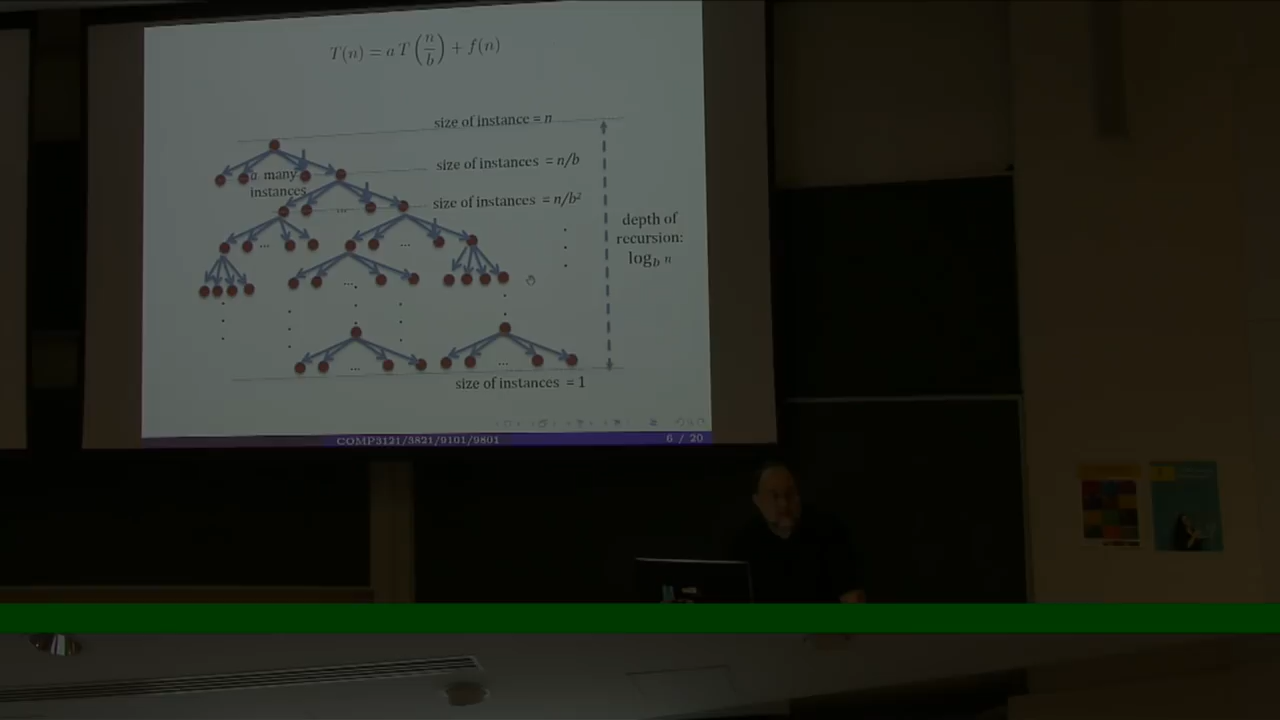 T(n) = a T(n/b) + f(n)
size of instance = n
size of instances = n/b
a many
instances
size of instances = n/b²
...
depth of
recursion:
log_b n
... ...
...
... ...
size of instances = 1
COMP3121/3821/9101/9801 6 / 20